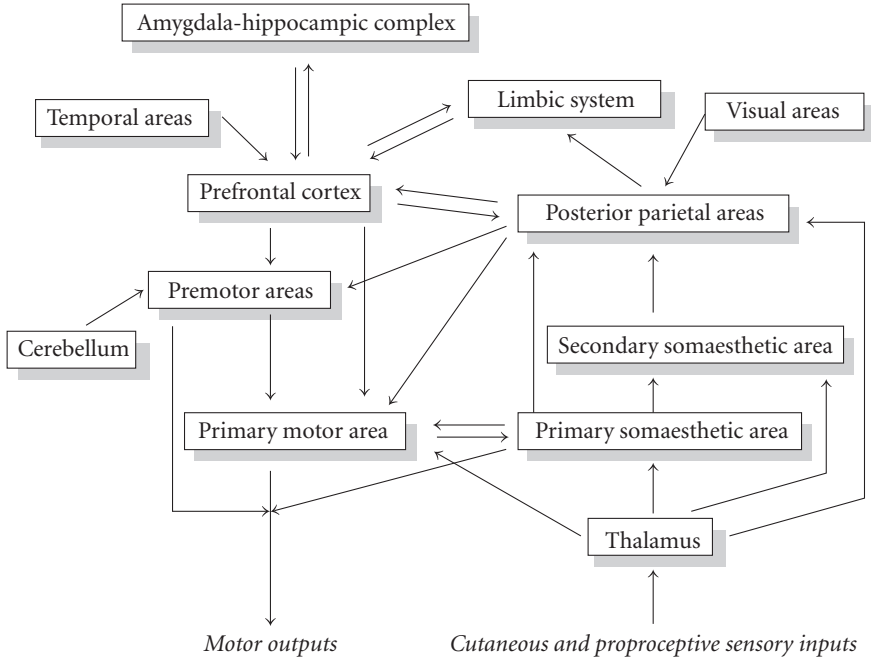 Amygdala-hippocampic complex
Temporal areas
Limbic system
Visual areas
Prefrontal cortex
Posterior parietal areas
Premotor areas
Cerebellum
Secondary somaesthetic area
Primary motor area
Primary somaesthetic area
Thalamus
Motor outputs
Cutaneous and proproceptive sensory inputs